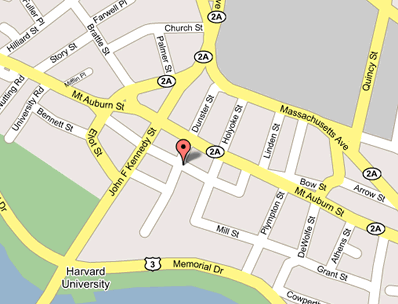 Fuller Pl
Farwell Pl
Church St
2A
Hilliard St
Brattle St
Story St
Palmer St
2A
Quincy St
Mifflin Pl
2A
Nutting Rd
University Rd
Mt Auburn St
Dunster St
Holyoke St
Massachusetts Ave
Bennett St
Eliot St
John F Kennedy St
Linden St
2A
Bow St
Arrow St
Mt Auburn St
Plympton St
DeWolfe St
Athens St
2A
Mill St
Grant St
3
Memorial Dr
Harvard
University